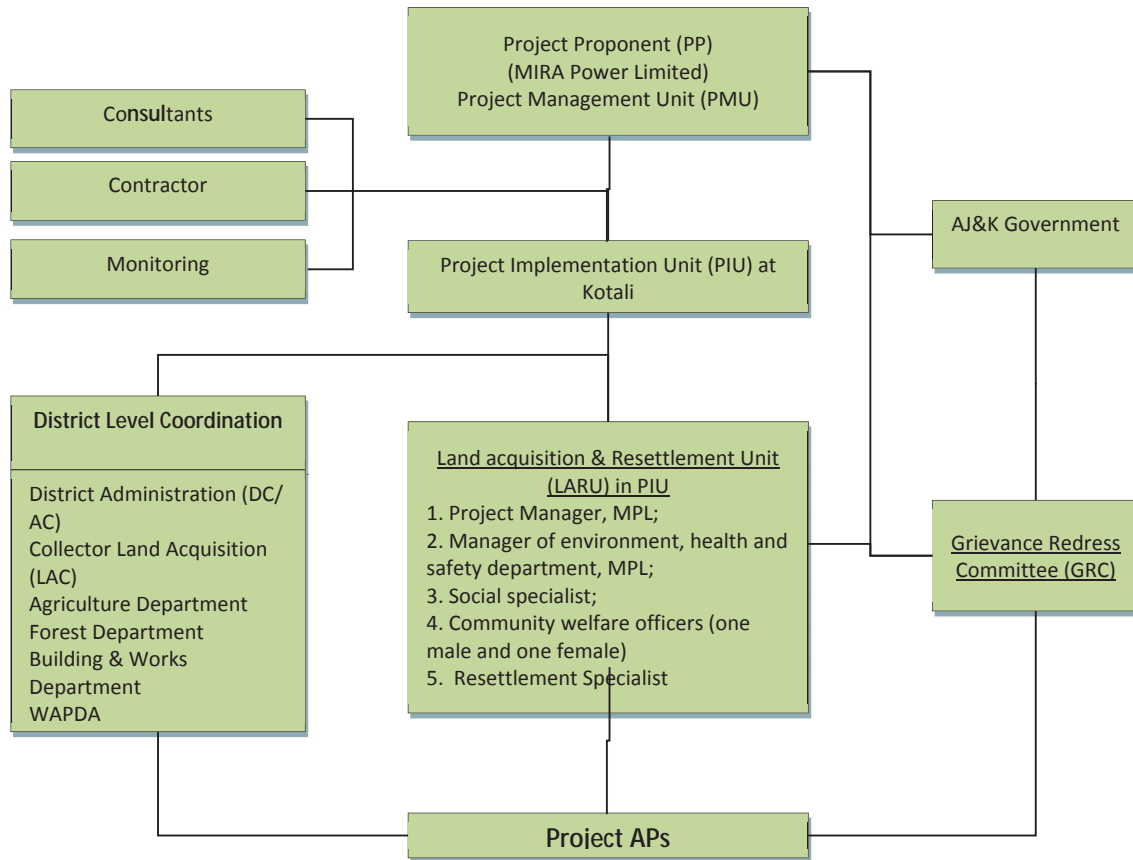 Project Proponent (PP)
(MIRA Power Limited)
Project Management Unit (PMU)
Consultants
Contractor
Monitoring
AJ&K Government
Project Implementation Unit (PIU) at
Kotali
District Level Coordination
District Administration (DC/
AC)
Collector Land Acquisition
(LAC)
Agriculture Department
Forest Department
Building & Works
Department
WAPDA
Land acquisition & Resettlement Unit
(LARU) in PIU
1. Project Manager, MPL;
2. Manager of environment, health and
safety department, MPL;
3. Social specialist;
4. Community welfare officers (one
male and one female)
5. Resettlement Specialist
Grievance Redress
Committee (GRC)
Project APs